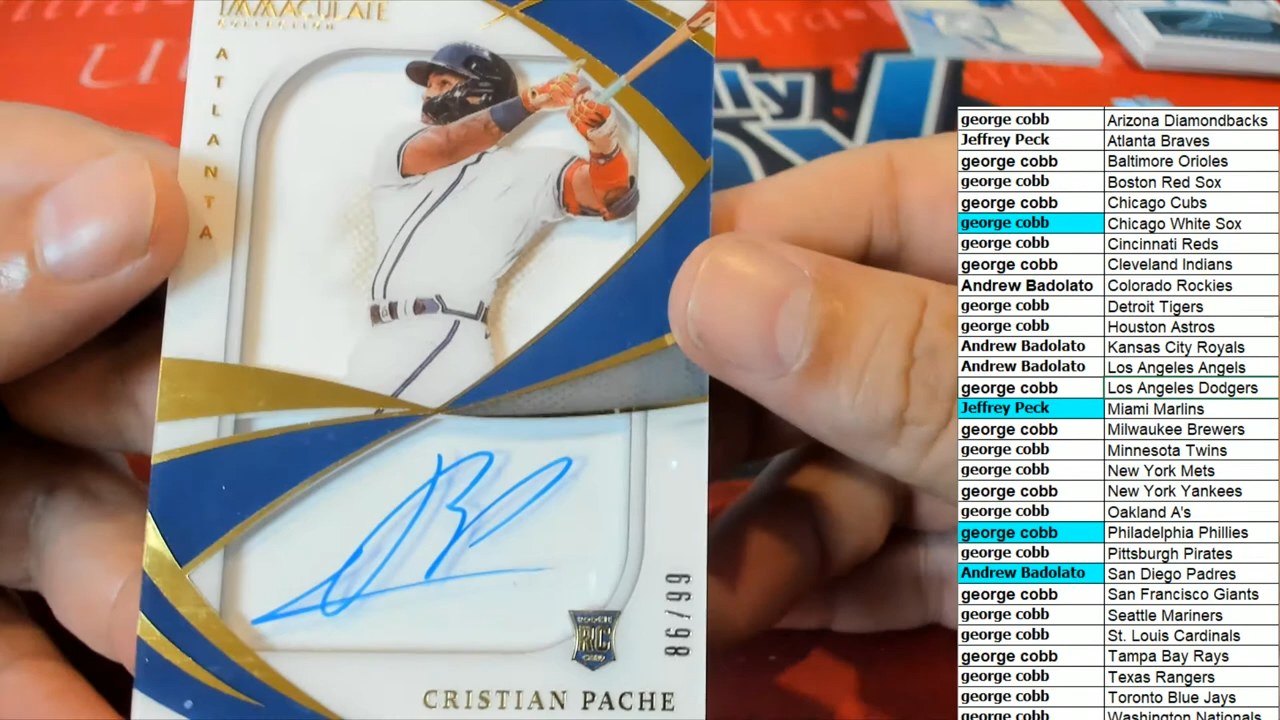 IMMACULATE
COLLECTION
ATLANTA
86/99
ROOKIE
RC
CARD
CRISTIAN PACHE
george cobb Arizona Diamondbacks
Jeffrey Peck Atlanta Braves
george cobb Baltimore Orioles
george cobb Boston Red Sox
george cobb Chicago Cubs
george cobb Chicago White Sox
george cobb Cincinnati Reds
george cobb Cleveland Indians
Andrew Badolato Colorado Rockies
george cobb Detroit Tigers
george cobb Houston Astros
Andrew Badolato Kansas City Royals
Andrew Badolato Los Angeles Angels
george cobb Los Angeles Dodgers
Jeffrey Peck Miami Marlins
george cobb Milwaukee Brewers
george cobb Minnesota Twins
george cobb New York Mets
george cobb New York Yankees
george cobb Oakland A's
george cobb Philadelphia Phillies
george cobb Pittsburgh Pirates
Andrew Badolato San Diego Padres
george cobb San Francisco Giants
george cobb Seattle Mariners
george cobb St. Louis Cardinals
george cobb Tampa Bay Rays
george cobb Texas Rangers
george cobb Toronto Blue Jays
george cobb Washington Nationals